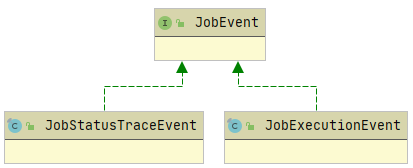 I JobEvent
C JobStatusTraceEvent
C JobExecutionEvent